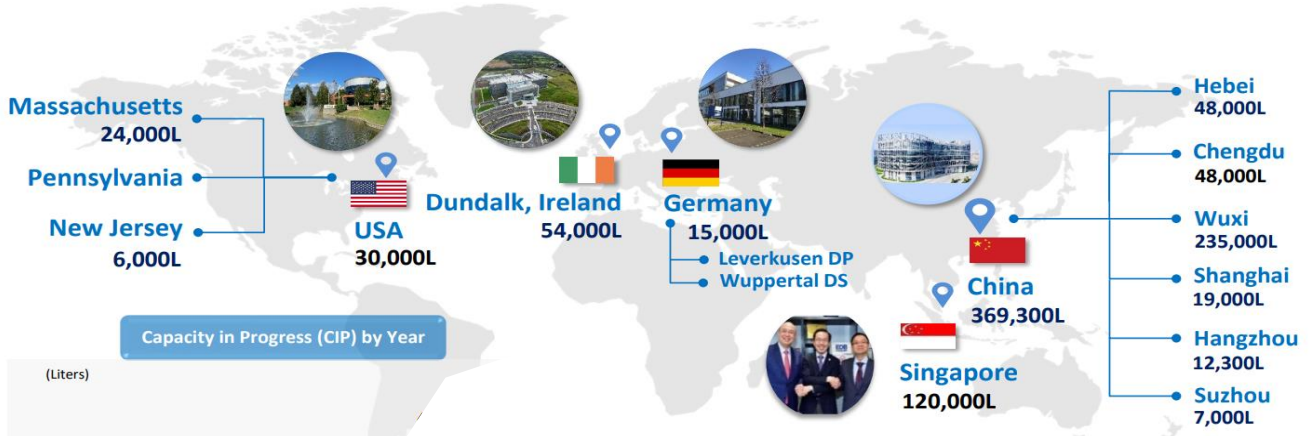 Massachusetts
24,000L
Pennsylvania
New Jersey
6,000L
USA
30,000L
Dundalk, Ireland
54,000L
Germany
15,000L
Leverkusen DP
Wuppertal DS
China
369,300L
Singapore
120,000L
Hebei
48,000L
Chengdu
48,000L
Wuxi
235,000L
Shanghai
19,000L
Hangzhou
12,300L
Suzhou
7,000L
Capacity in Progress (CIP) by Year
(Liters)